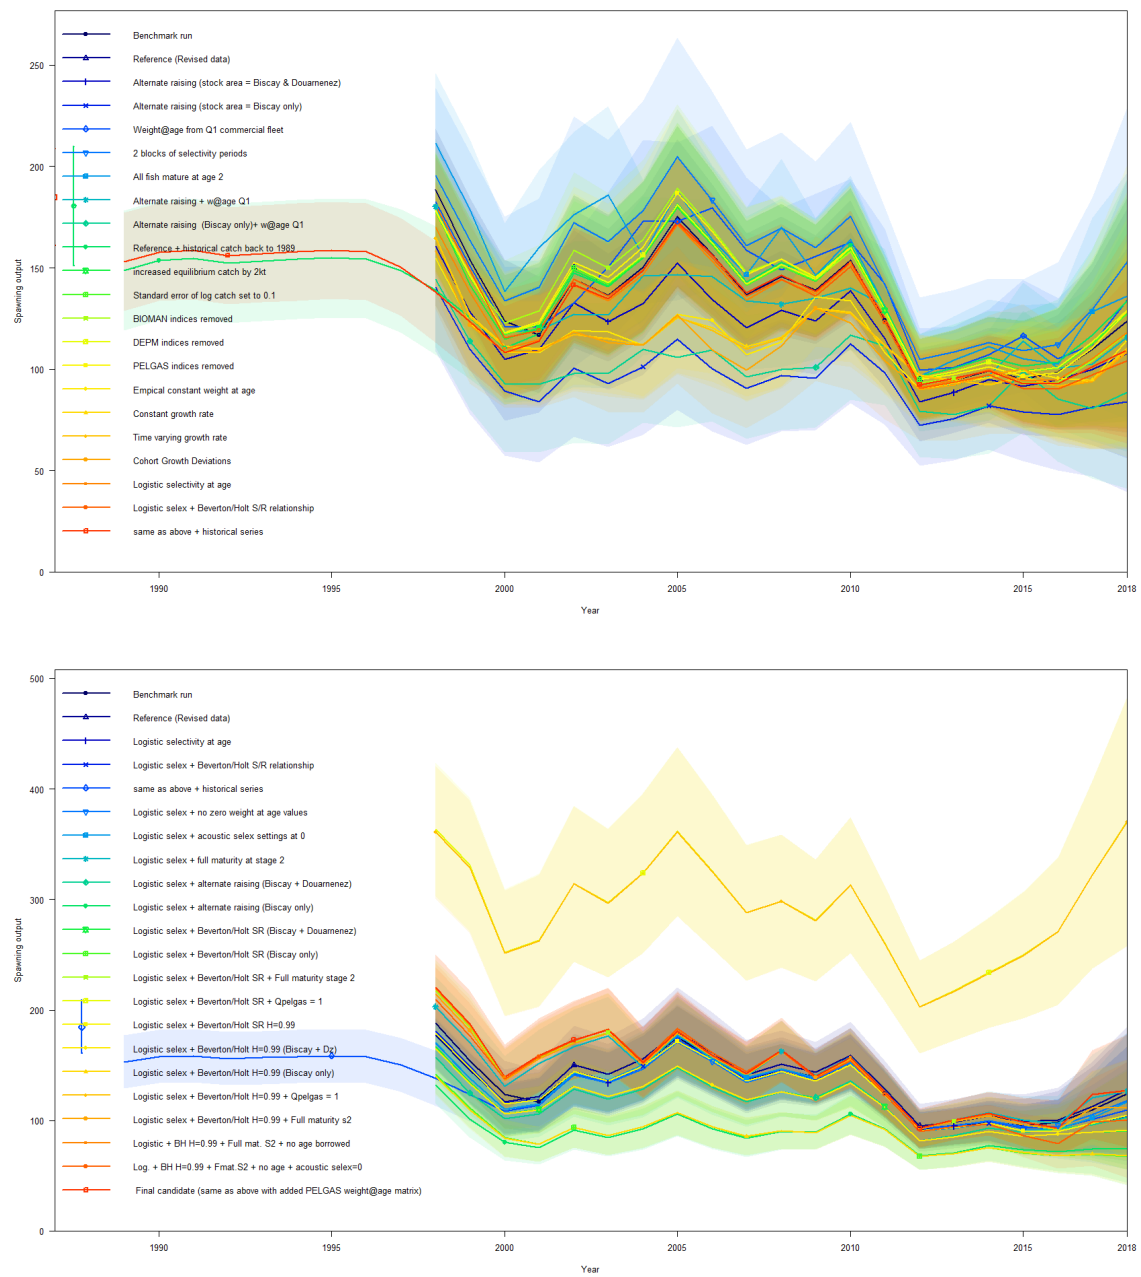 250
200
150
100
50
0
Spawning output
Benchmark run
Reference (Revised data)
Alternate raising (stock area = Biscay & Douarnenez)
Alternate raising (stock area = Biscay only)
Weight@age from Q1 commercial fleet
2 blocks of selectivity periods
All fish mature at age 2
Alternate raising + w@age Q1
Alternate raising (Biscay only)+ w@age Q1
Reference + historical catch back to 1989
increased equilibrium catch by 2kt
Standard error of log catch set to 0.1
BIOMAN indices removed
DEPM indices removed
PELGAS indices removed
Empical constant weight at age
Constant growth rate
Time varying growth rate
Cohort Growth Deviations
Logistic selectivity at age
Logistic selex + Beverton/Holt S/R relationship
same as above + historical series
1990 1995 2000 2005 2010 2015 2018
Year
500
400
300
200
100
0
Spawning output
Benchmark run
Reference (Revised data)
Logistic selectivity at age
Logistic selex + Beverton/Holt S/R relationship
same as above + historical series
Logistic selex + no zero weight at age values
Logistic selex + acoustic selex settings at 0
Logistic selex + full maturity at stage 2
Logistic selex + alternate raising (Biscay + Douarnenez)
Logistic selex + alternate raising (Biscay only)
Logistic selex + Beverton/Holt SR (Biscay + Douarnenez)
Logistic selex + Beverton/Holt SR (Biscay only)
Logistic selex + Beverton/Holt SR + Full maturity stage 2
Logistic selex + Beverton/Holt SR + Qpelgas = 1
Logistic selex + Beverton/Holt SR H=0.99
Logistic selex + Beverton/Holt H=0.99 (Biscay + Dz)
Logistic selex + Beverton/Holt H=0.99 (Biscay only)
Logistic selex + Beverton/Holt H=0.99 + Qpelgas = 1
Logistic selex + Beverton/Holt H=0.99 + Full maturity s2
Logistic + BH H=0.99 + Full mat. S2 + no age borrowed
Log. + BH H=0.99 + Fmat.S2 + no age + acoustic selex=0
Final candidate (same as above with added PELGAS weight@age matrix)
1990 1995 2000 2005 2010 2015 2018
Year